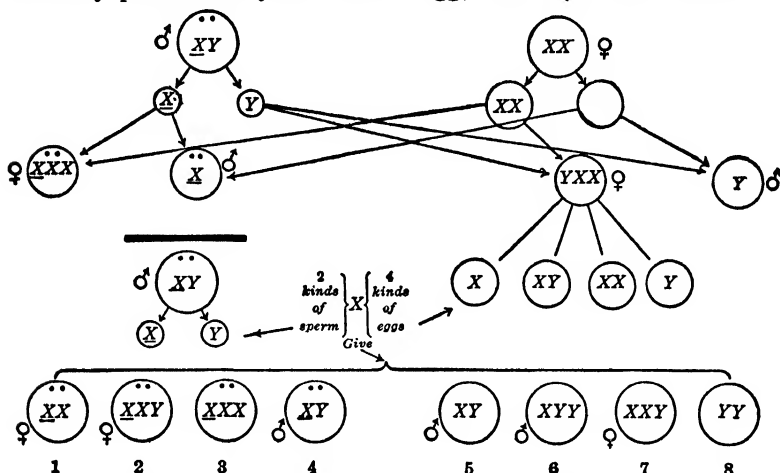 ♂ XY XX ♀
X Y XX
♀ XXX X ♂ YXX ♀ Y ♂
♂ XY 2 kinds of sperm X 4 kinds of eggs X XY XX Y
X Y Give
XX XXY XXX XY XY XYY XXY YY
♀ ♀ ♂ ♂ ♂ ♀
1 2 3 4 5 6 7 8